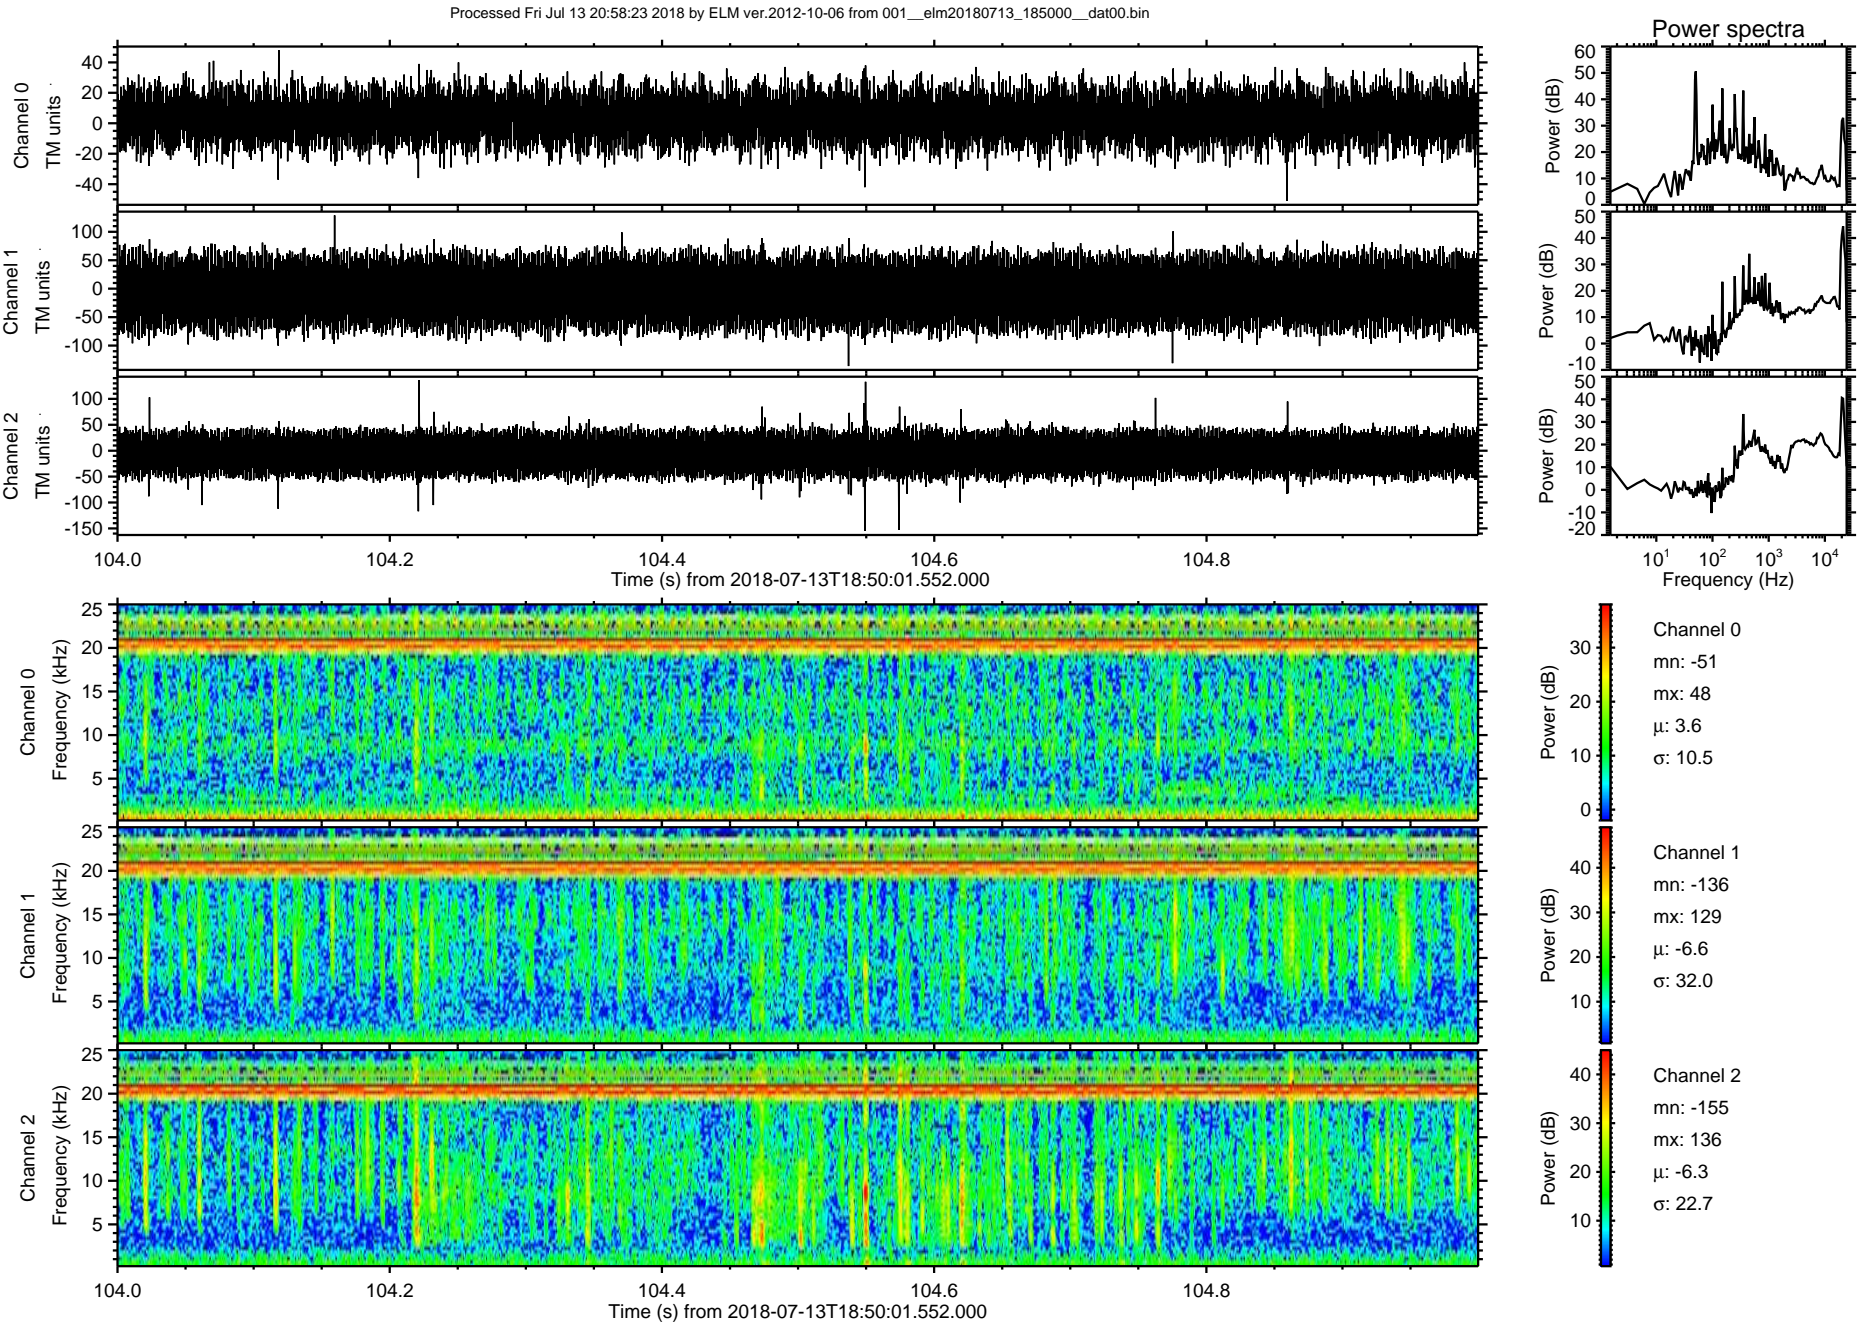 Processed Fri Jul 13 20:58:23 2018 by ELM ver.2012-10-06 from 001__elm20180713_185000__dat00.bin
Power spectra
Channel 0
TM units
40
20
0
-20
-40
Power (dB)
60
50
40
30
20
10
0
Channel 1
TM units
100
50
0
-50
-100
Power (dB)
50
40
30
20
10
0
-10
Channel 2
TM units
100
50
0
-50
-100
-150
Power (dB)
50
40
30
20
10
0
-10
-20
104.0 104.2 104.4 104.6 104.8
Time (s) from 2018-07-13T18:50:01.552.000
10^1 10^2 10^3 10^4
Frequency (Hz)
Channel 0
Frequency (kHz)
25
20
15
10
5
Power (dB)
30
20
10
0
Channel 0
mn: -51
mx: 48
μ: 3.6
σ: 10.5
Channel 1
Frequency (kHz)
25
20
15
10
5
Power (dB)
40
30
20
10
Channel 1
mn: -136
mx: 129
μ: -6.6
σ: 32.0
Channel 2
Frequency (kHz)
25
20
15
10
5
Power (dB)
40
30
20
10
Channel 2
mn: -155
mx: 136
μ: -6.3
σ: 22.7
104.0 104.2 104.4 104.6 104.8
Time (s) from 2018-07-13T18:50:01.552.000